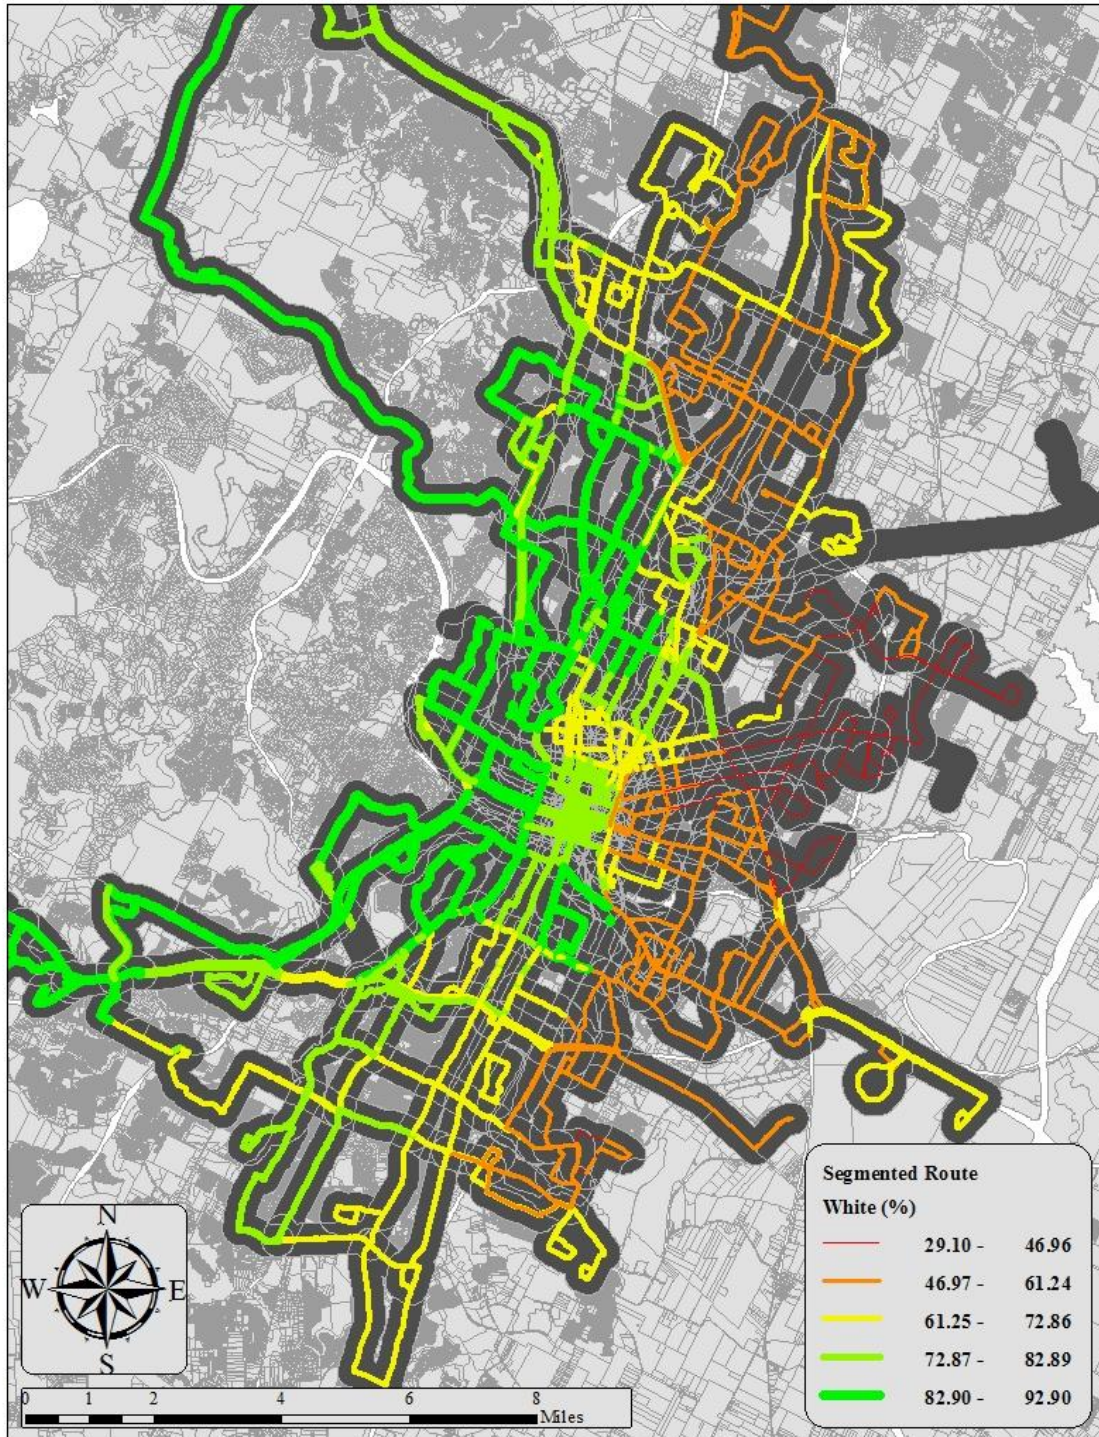 Segmented Route
White (%)
29.10 - 46.96
46.97 - 61.24
61.25 - 72.86
72.87 - 82.89
82.90 - 92.90
N
W E
S
0 1 2 4 6 8
Miles